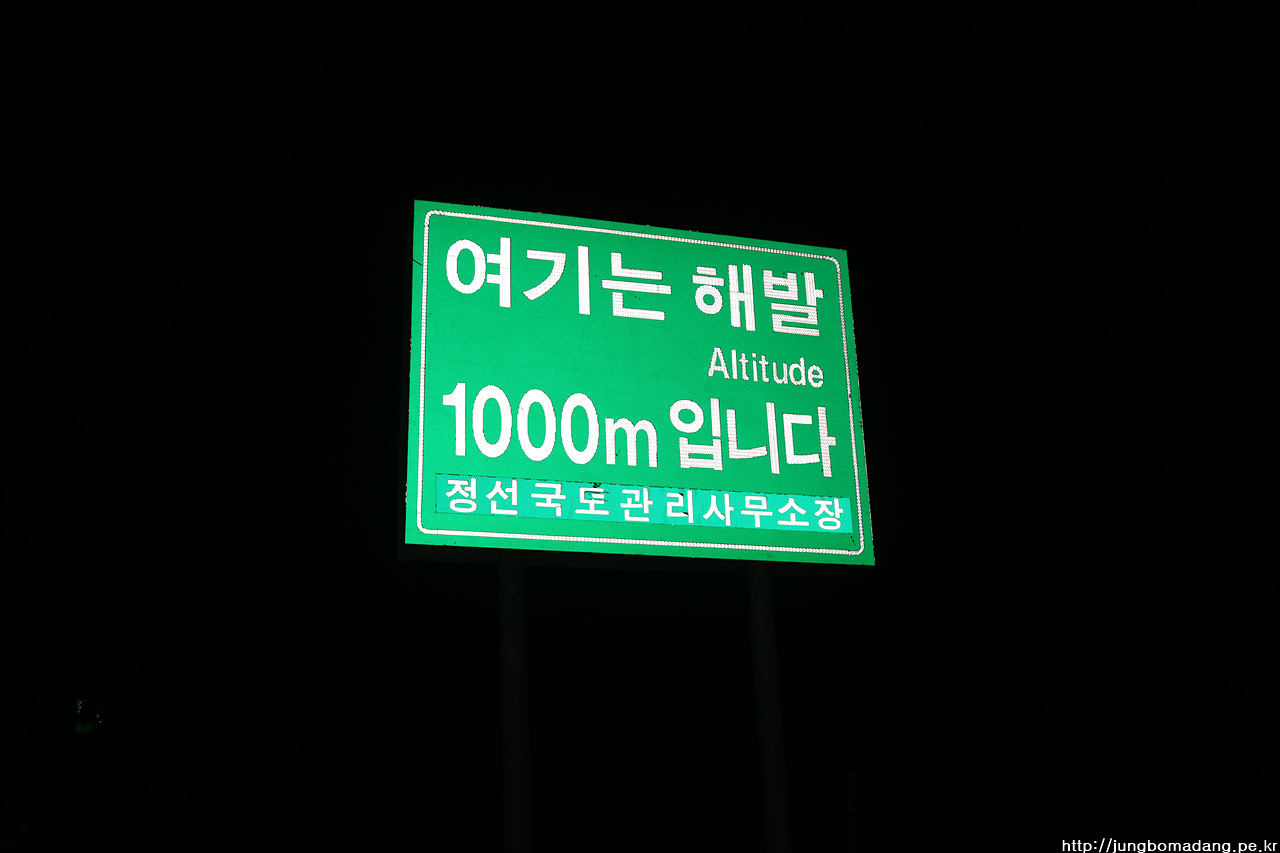 여기는 해발
Altitude
1000m 입니다
정선국토관리사무소장
http://jungbomadang.pe.kr